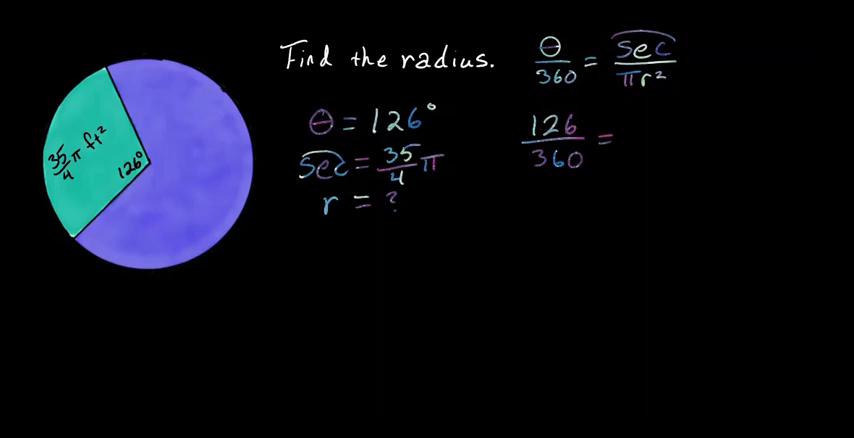 Find the radius.
θ/360 = sec/πr²
35/4 π ft²
126°
θ = 126°
sec = 35/4 π
r = ?
126/360 =